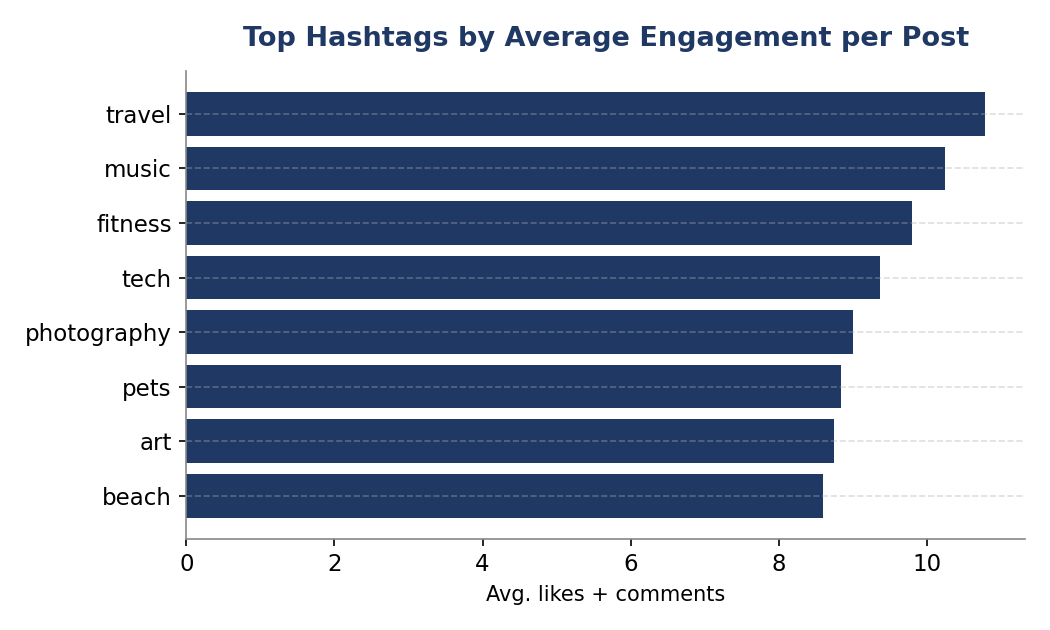 Top Hashtags by Average Engagement per Post
travel
music
fitness
tech
photography
pets
art
beach
0 2 4 6 8 10
Avg. likes + comments